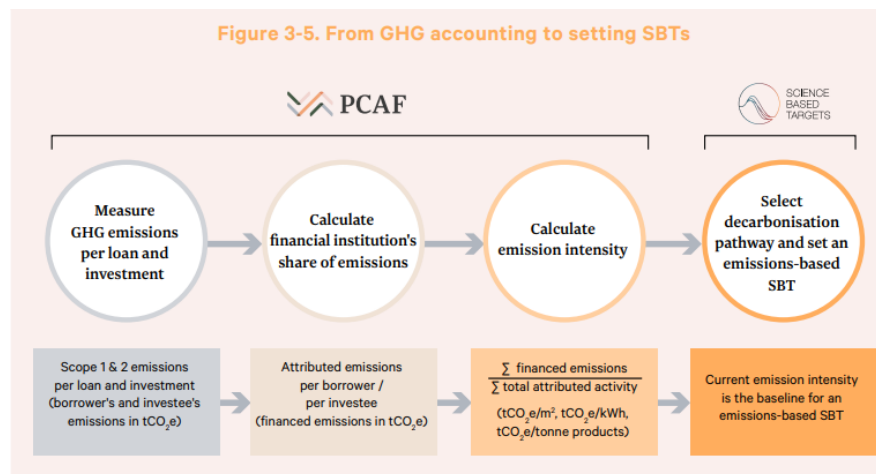 Figure 3-5. From GHG accounting to setting SBTs
PCAF
SCIENCE
BASED
TARGETS
Measure
GHG emissions
per loan and
investment
Calculate
financial institution's
share of emissions
Calculate
emission intensity
Select
decarbonisation
pathway and set an
emissions-based
SBT
Scope 1 & 2 emissions
per loan and investment
(borrower's and investee's
emissions in tCO₂e)
Attributed emissions
per borrower /
per investee
(financed emissions in tCO₂e)
∑ financed emissions
∑ total attributed activity
(tCO₂e/m², tCO₂e/kWh,
tCO₂e/tonne products)
Current emission intensity
is the baseline for an
emissions-based SBT